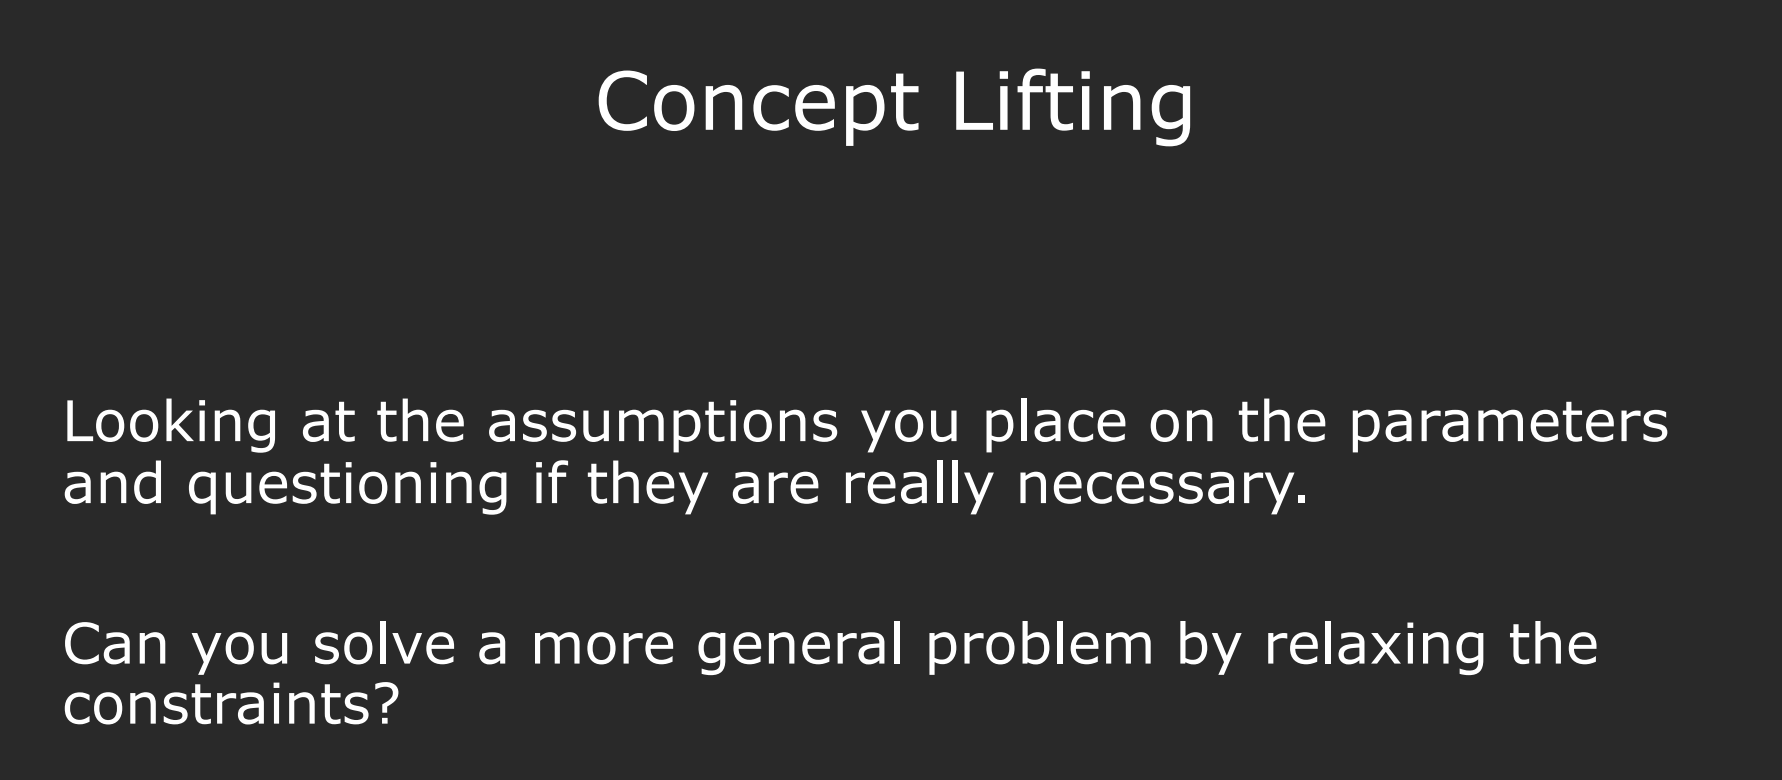 Concept Lifting
Looking at the assumptions you place on the parameters
and questioning if they are really necessary.
Can you solve a more general problem by relaxing the
constraints?